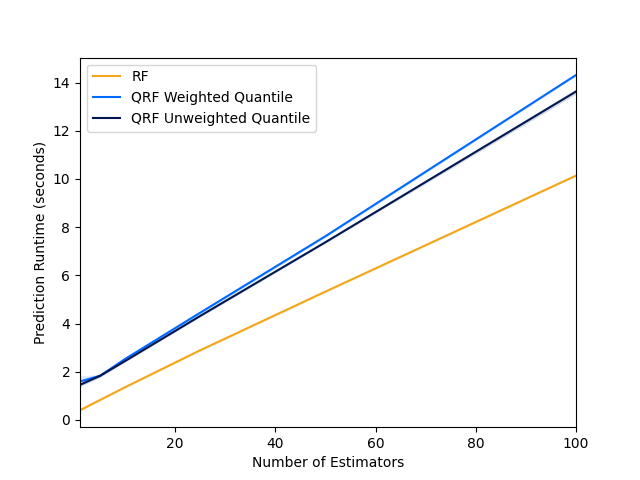 RF
QRF Weighted Quantile
QRF Unweighted Quantile
14
12
10
8
6
4
2
0
Prediction Runtime (seconds)
20
40
60
80
100
Number of Estimators